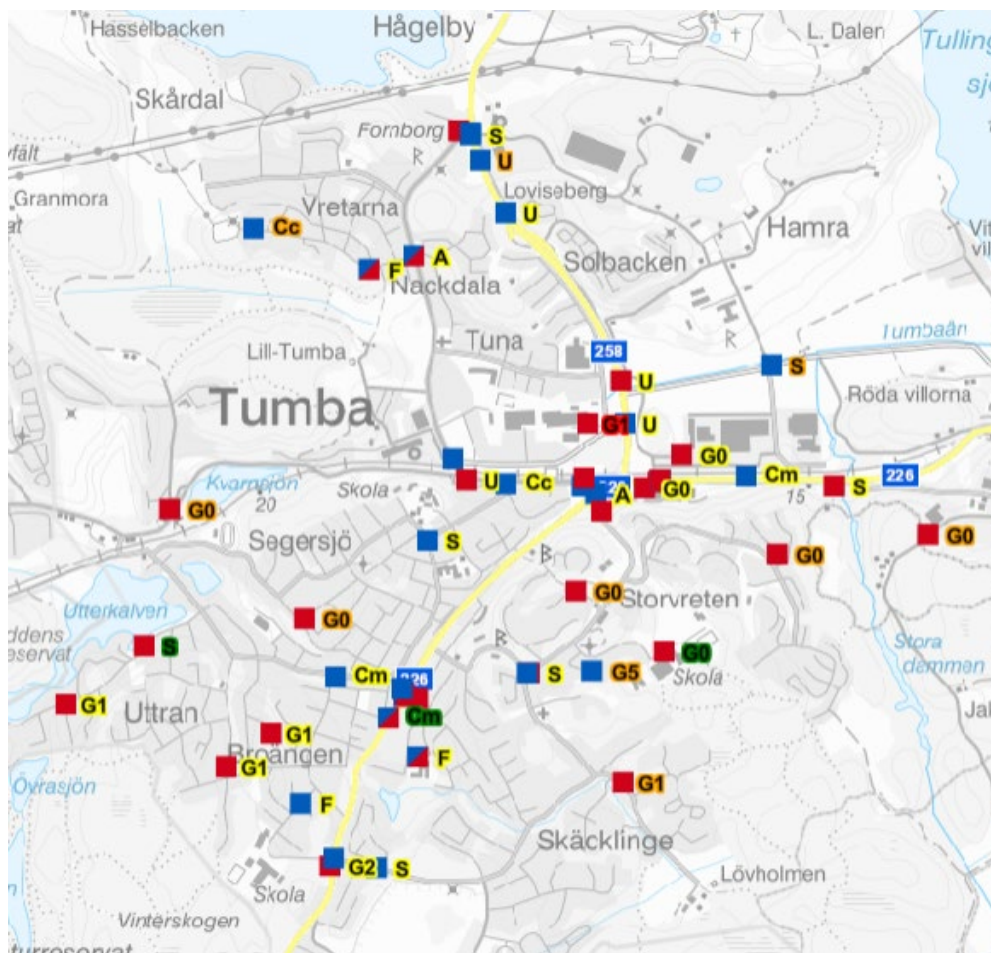 Hasselbacken
Hågelby
L. Dalen
Tulling
sjö
Skårdal
Fornborg
S
R
U
Granmora
Vretarna
Loviseberg
U
Cc
Hamra
A
Solbacken
F
Nackdala
Lill-Tumba
Tuna
258
R
Tumbaån
S
Röda villorna
Tumba
U
G1
U
G0
Kvarnsjön
20
Skola
U
Cc
G0
Cm
15
226
S
A
G0
Segersjö
S
B
G0
G0
Utterkalven
G0
G0
Storvreten
S
R
G0
Stora
dammen
Skola
Cm
226
S
G5
G1
Uttran
Cm
G1
Broängen
F
G1
Övrasjön
G1
F
Skäcklinge
G2
S
Skola
Lövholmen
Vinterskogen
turreservat